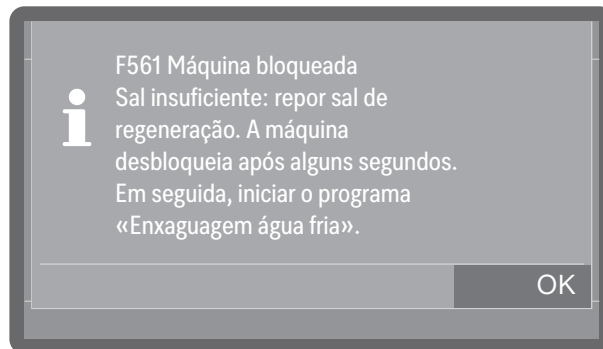 F561 Máquina bloqueada
Sal insuficiente: repor sal de
regeneração. A máquina
desbloqueia após alguns segundos.
Em seguida, iniciar o programa
«Enxaguagem água fria».
OK